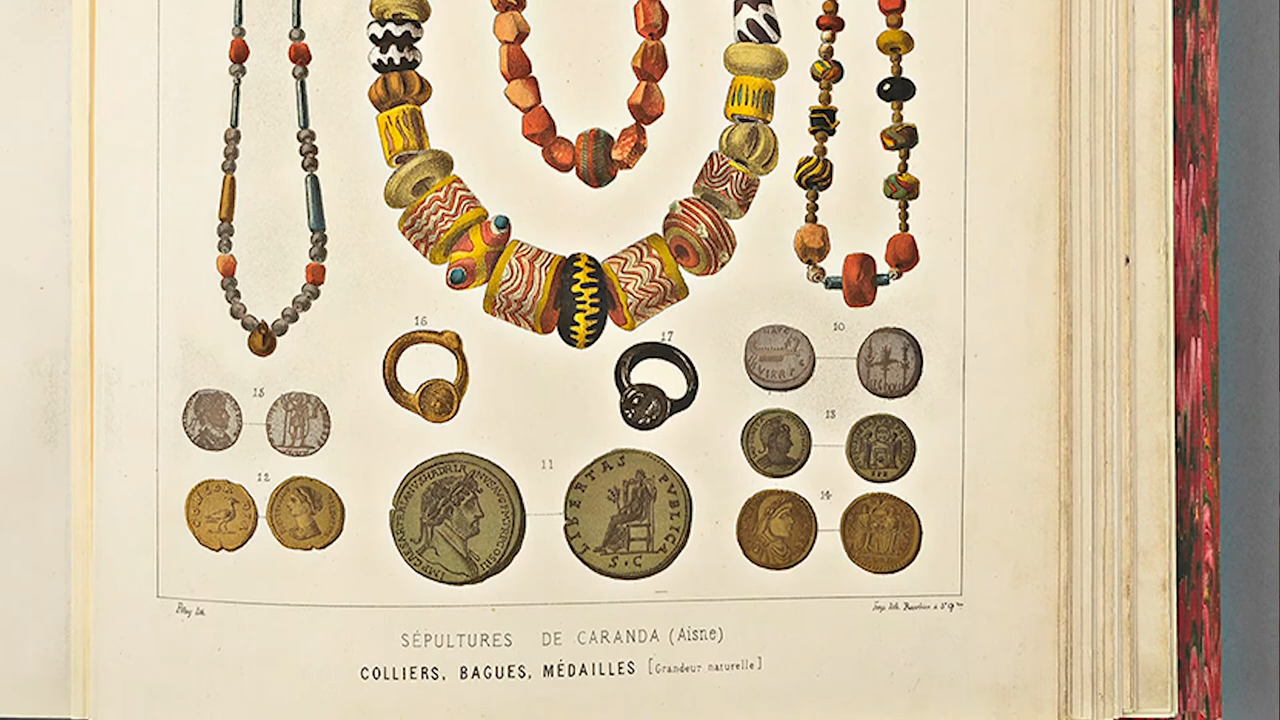 16
17
10
15
13
11
12
14
LIBERTAS PVBLICA
S·C
SÉPULTURES DE CARANDA (Aisne)
COLLIERS, BAGUES, MÉDAILLES [Grandeur naturelle]